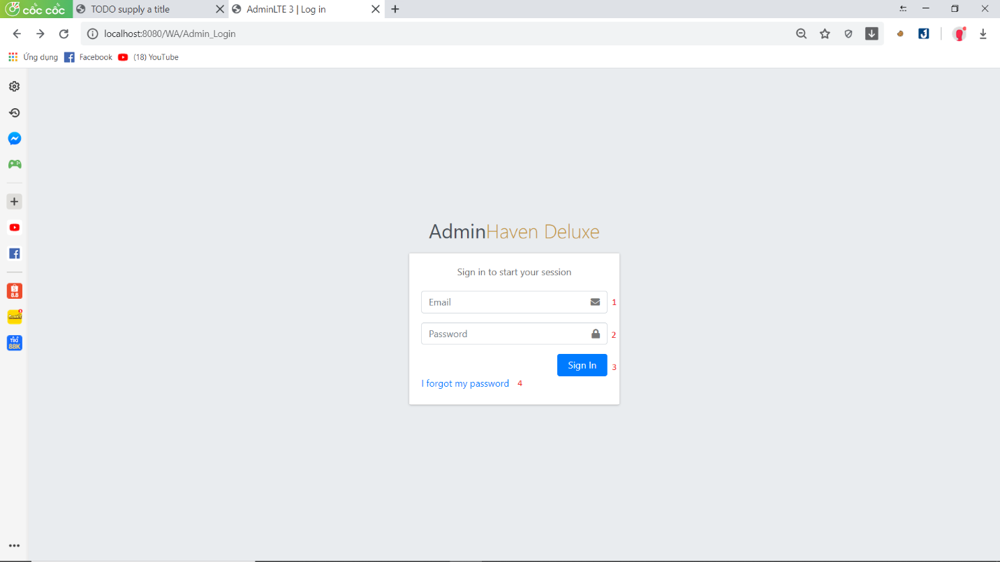 cốc cốc
TODO supply a title
AdminLTE 3 | Log in
localhost:8080/WA/Admin_Login
Ứng dụng
Facebook
(18) YouTube
AdminHaven Deluxe
Sign in to start your session
Email 1
Password 2
Sign In 3
I forgot my password 4
8.8
TIKI
88K